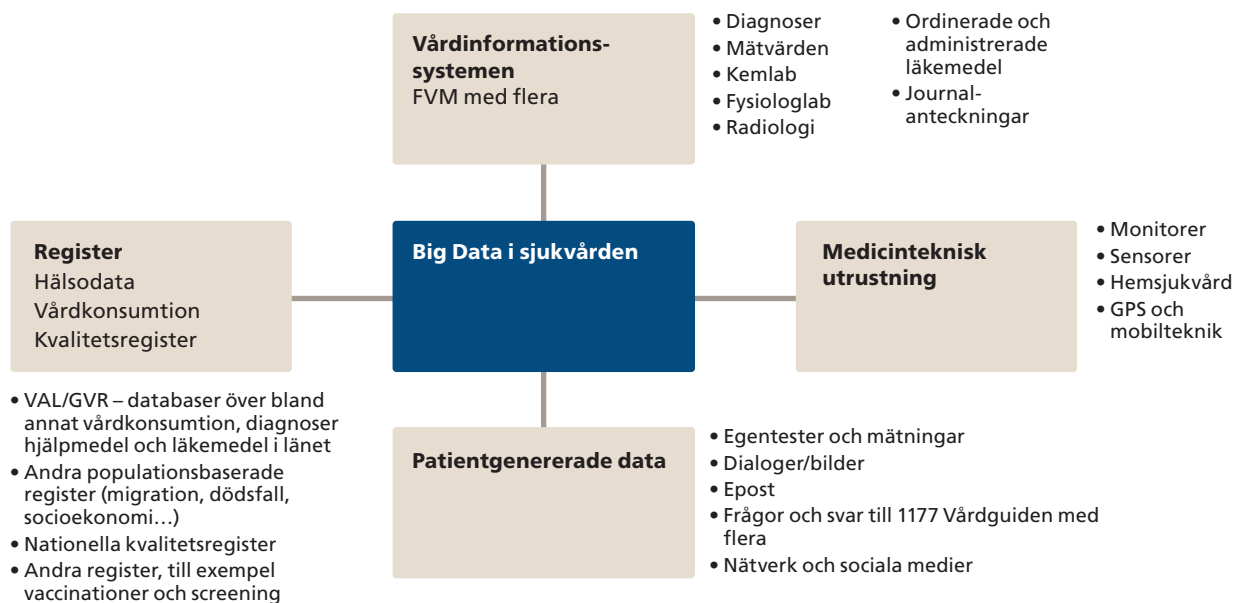 Vårdinformations-
systemen
FVM med flera
• Diagnoser
• Mätvärden
• Kemlab
• Fysiologlab
• Radiologi
• Ordinerade och
administrerade
läkemedel
• Journal-
anteckningar
Register
Hälsodata
Vårdkonsumtion
Kvalitetsregister
Big Data i sjukvården
Medicinteknisk
utrustning
• Monitorer
• Sensorer
• Hemsjukvård
• GPS och
mobilteknik
• VAL/GVR – databaser över bland
annat vårdkonsumtion, diagnoser
hjälpmedel och läkemedel i länet
• Andra populationsbaserade
register (migration, dödsfall,
socioekonomi…)
• Nationella kvalitetsregister
• Andra register, till exempel
vaccinationer och screening
Patientgenererade data
• Egentester och mätningar
• Dialoger/bilder
• Epost
• Frågor och svar till 1177 Vårdguiden med
flera
• Nätverk och sociala medier